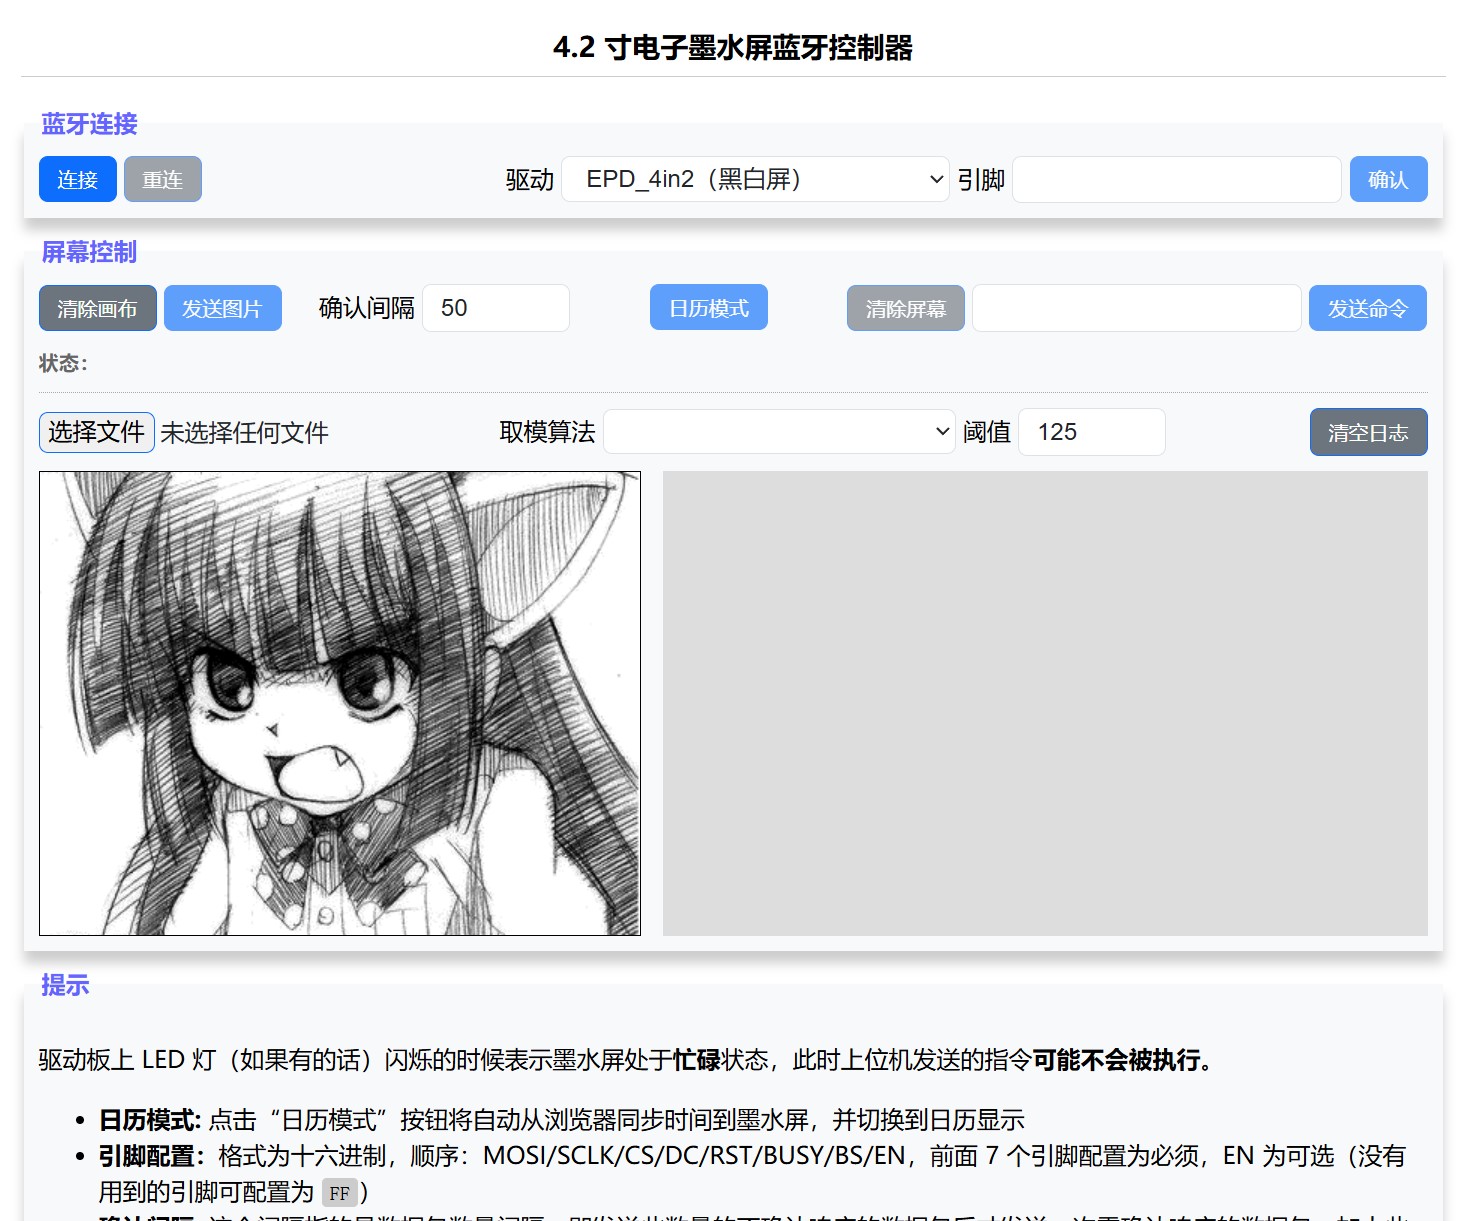 4.2 寸电子墨水屏蓝牙控制器
蓝牙连接
连接 重连 驱动 EPD_4in2（黑白屏） 引脚 确认
屏幕控制
清除画布 发送图片 确认间隔 50 日历模式 清除屏幕 发送命令
状态：
选择文件 未选择任何文件 取模算法 阈值 125 清空日志
提示
驱动板上 LED 灯（如果有的话）闪烁的时候表示墨水屏处于忙碌状态，此时上位机发送的指令可能不会被执行。
日历模式: 点击“日历模式”按钮将自动从浏览器同步时间到墨水屏，并切换到日历显示
引脚配置：格式为十六进制，顺序：MOSI/SCLK/CS/DC/RST/BUSY/BS/EN，前面 7 个引脚配置为必须，EN 为可选（没有
用到的引脚可配置为 FF）